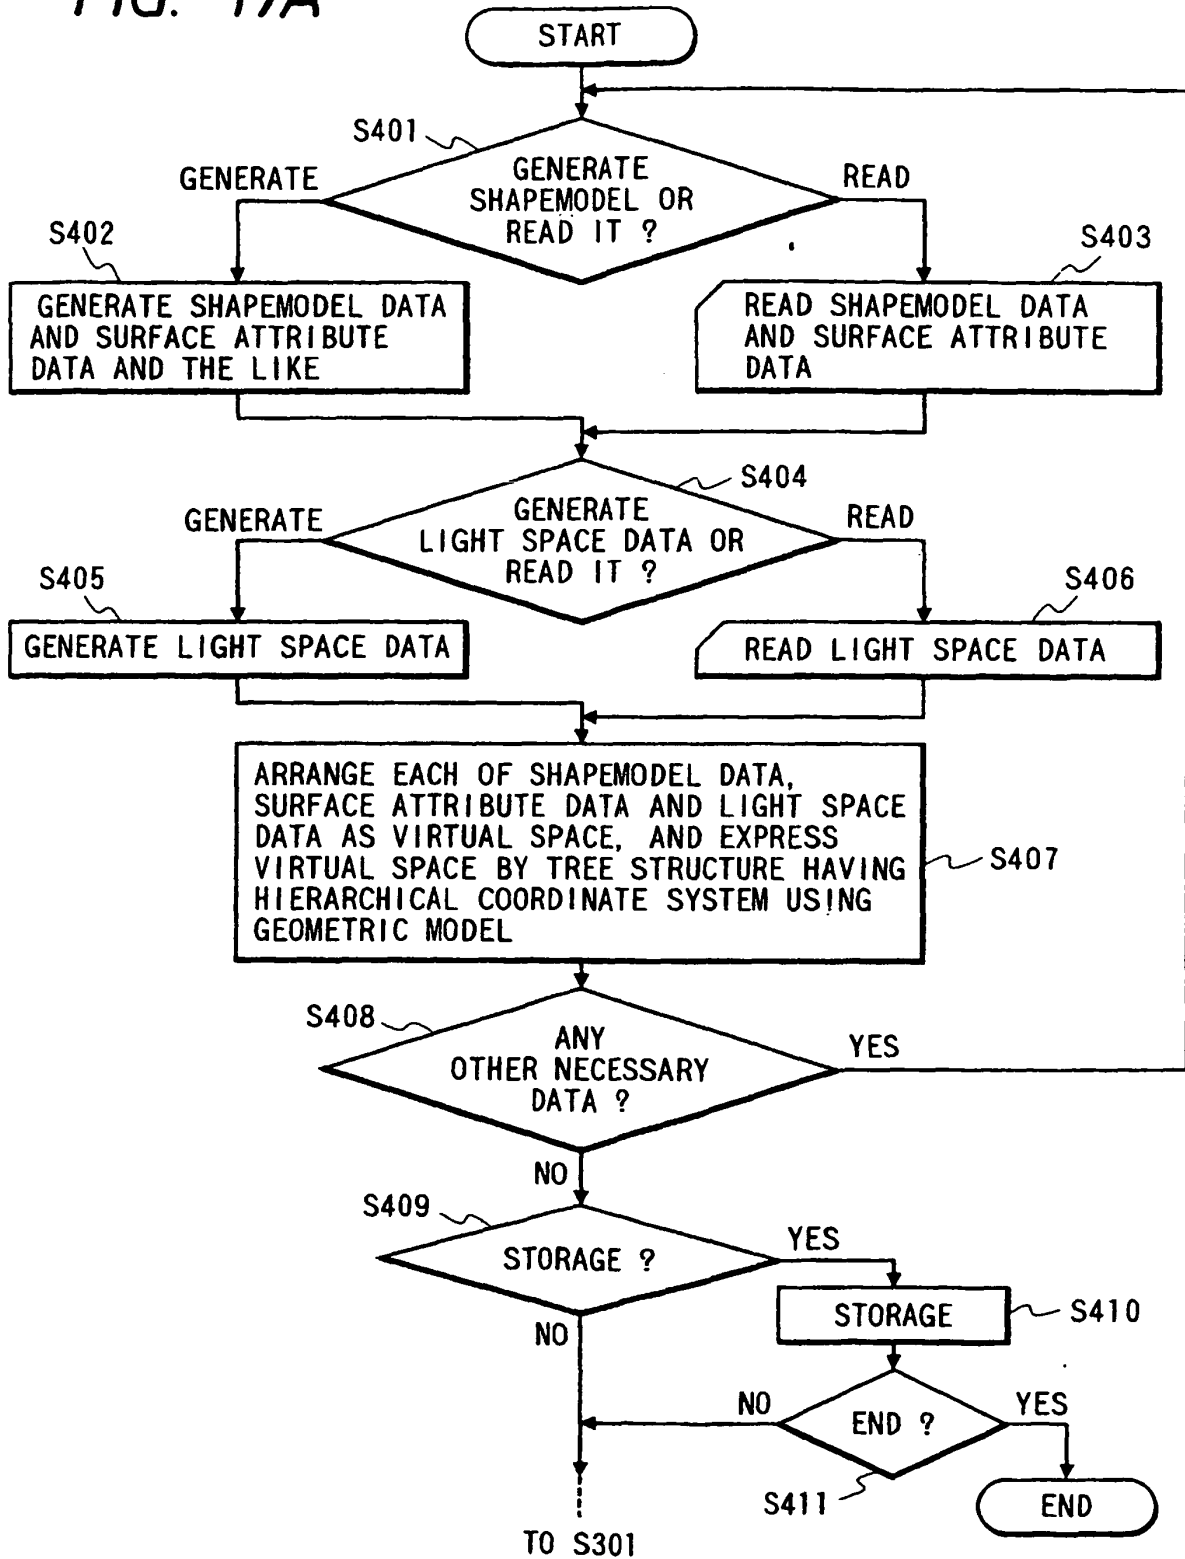 START
S401
GENERATE
SHAPEMODEL OR
READ IT ?
GENERATE
READ
S402
S403
GENERATE SHAPEMODEL DATA
AND SURFACE ATTRIBUTE
DATA AND THE LIKE
READ SHAPEMODEL DATA
AND SURFACE ATTRIBUTE
DATA
S404
GENERATE
LIGHT SPACE DATA OR
READ IT ?
GENERATE
READ
S405
S406
GENERATE LIGHT SPACE DATA
READ LIGHT SPACE DATA
ARRANGE EACH OF SHAPEMODEL DATA,
SURFACE ATTRIBUTE DATA AND LIGHT SPACE
DATA AS VIRTUAL SPACE, AND EXPRESS
VIRTUAL SPACE BY TREE STRUCTURE HAVING
HIERARCHICAL COORDINATE SYSTEM USING
GEOMETRIC MODEL
S407
S408
ANY
OTHER NECESSARY
DATA ?
YES
NO
S409
STORAGE ?
YES
NO
STORAGE
S410
NO
END ?
YES
S411
END
TO S301